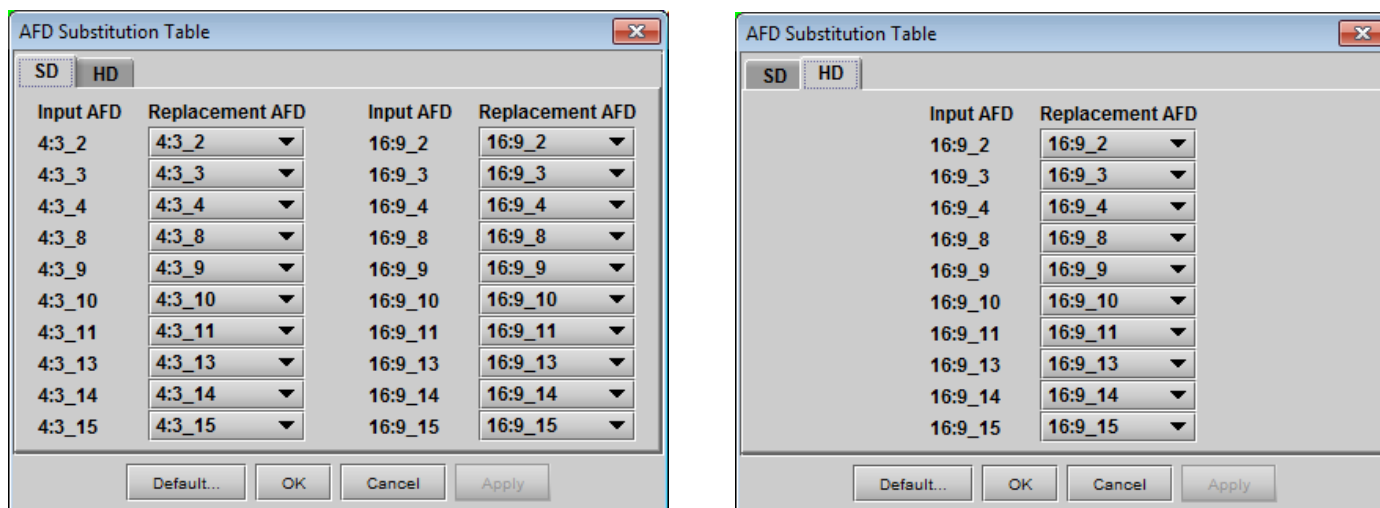 AFD Substitution Table
SD HD
Input AFD Replacement AFD Input AFD Replacement AFD
4:3_2 4:3_2 16:9_2 16:9_2
4:3_3 4:3_3 16:9_3 16:9_3
4:3_4 4:3_4 16:9_4 16:9_4
4:3_8 4:3_8 16:9_8 16:9_8
4:3_9 4:3_9 16:9_9 16:9_9
4:3_10 4:3_10 16:9_10 16:9_10
4:3_11 4:3_11 16:9_11 16:9_11
4:3_13 4:3_13 16:9_13 16:9_13
4:3_14 4:3_14 16:9_14 16:9_14
4:3_15 4:3_15 16:9_15 16:9_15
Default... OK Cancel Apply
AFD Substitution Table
SD HD
Input AFD Replacement AFD
16:9_2 16:9_2
16:9_3 16:9_3
16:9_4 16:9_4
16:9_8 16:9_8
16:9_9 16:9_9
16:9_10 16:9_10
16:9_11 16:9_11
16:9_13 16:9_13
16:9_14 16:9_14
16:9_15 16:9_15
Default... OK Cancel Apply